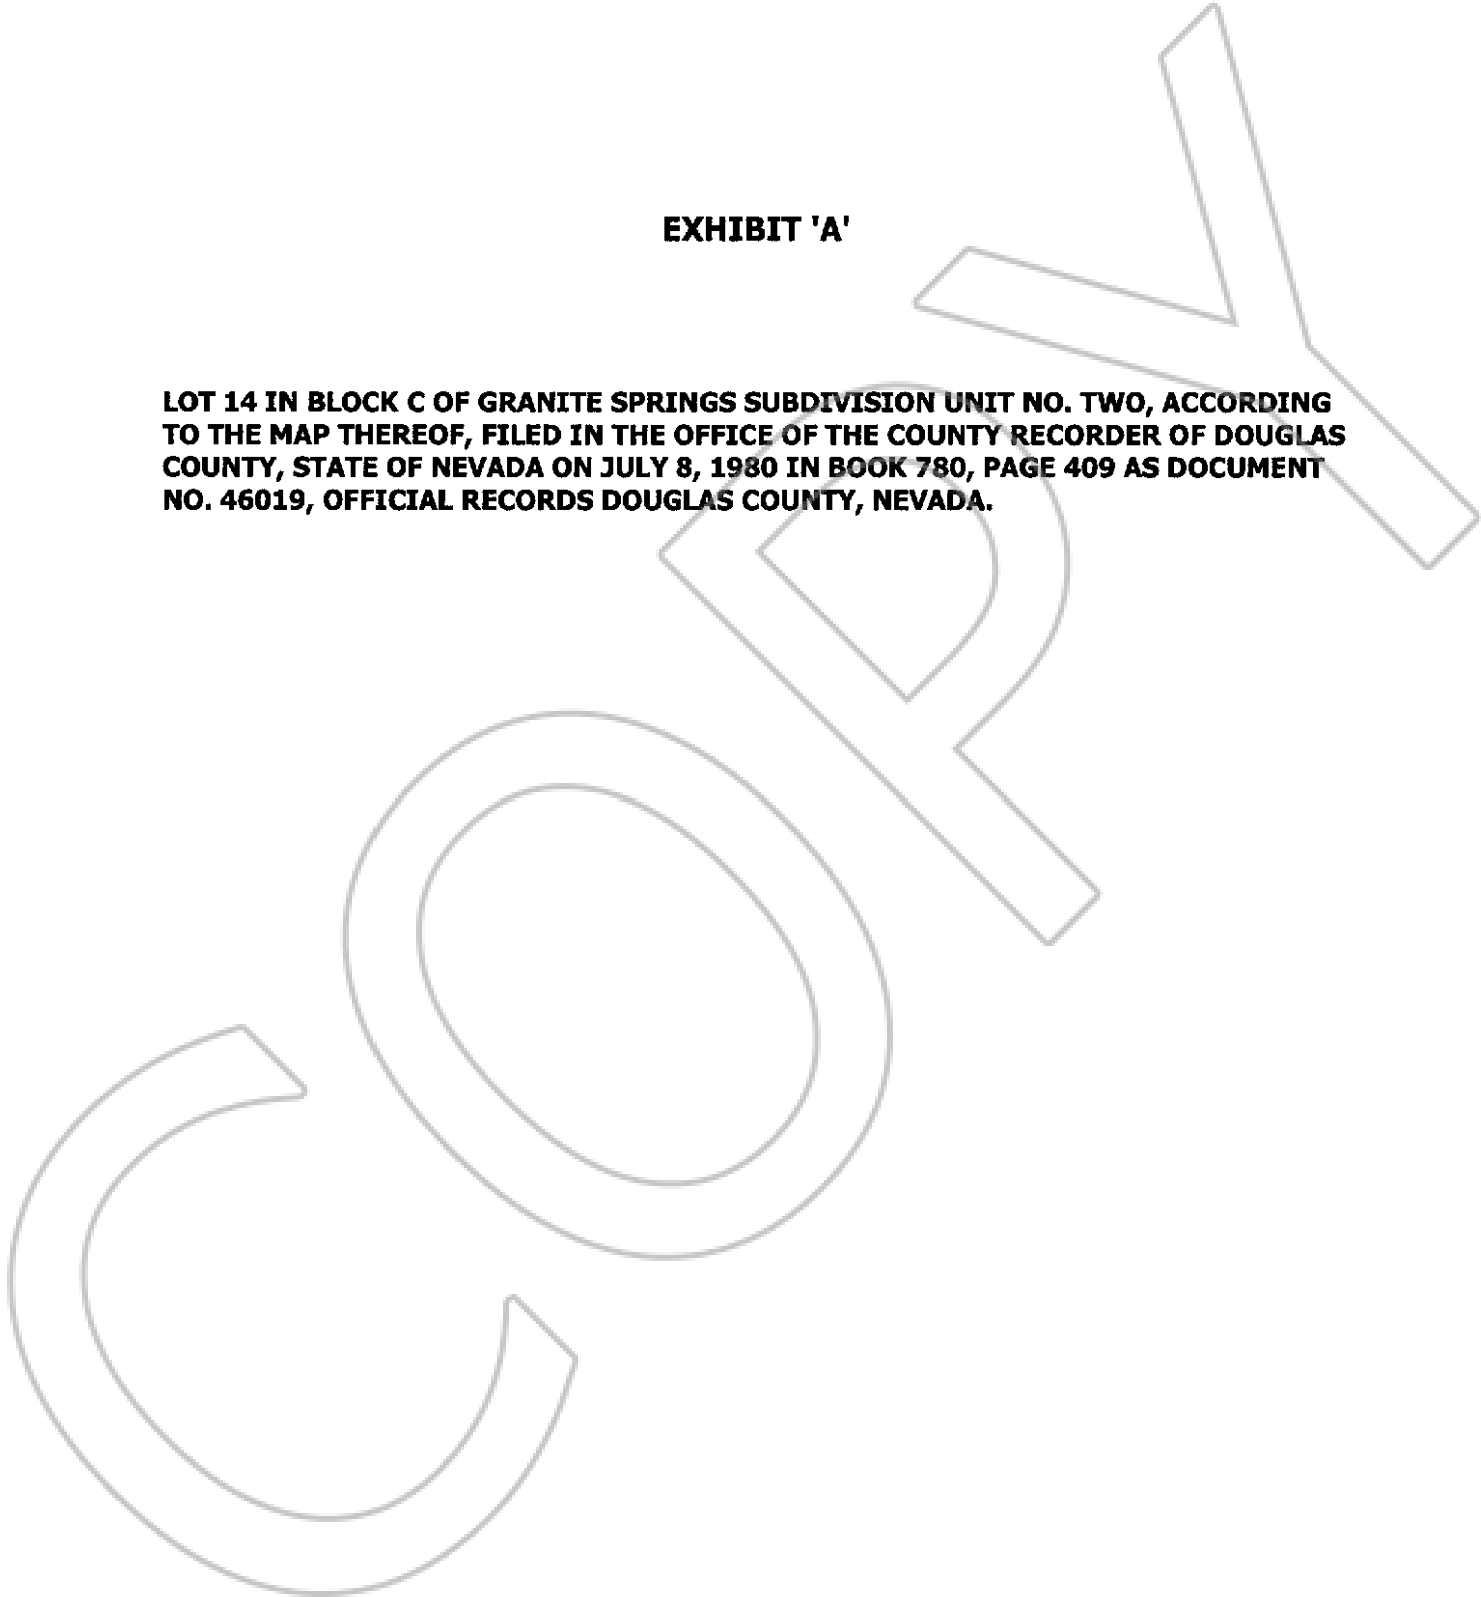 EXHIBIT 'A'
LOT 14 IN BLOCK C OF GRANITE SPRINGS SUBDIVISION UNIT NO. TWO, ACCORDING
TO THE MAP THEREOF, FILED IN THE OFFICE OF THE COUNTY RECORDER OF DOUGLAS
COUNTY, STATE OF NEVADA ON JULY 8, 1980 IN BOOK 780, PAGE 409 AS DOCUMENT
NO. 46019, OFFICIAL RECORDS DOUGLAS COUNTY, NEVADA.
COPY